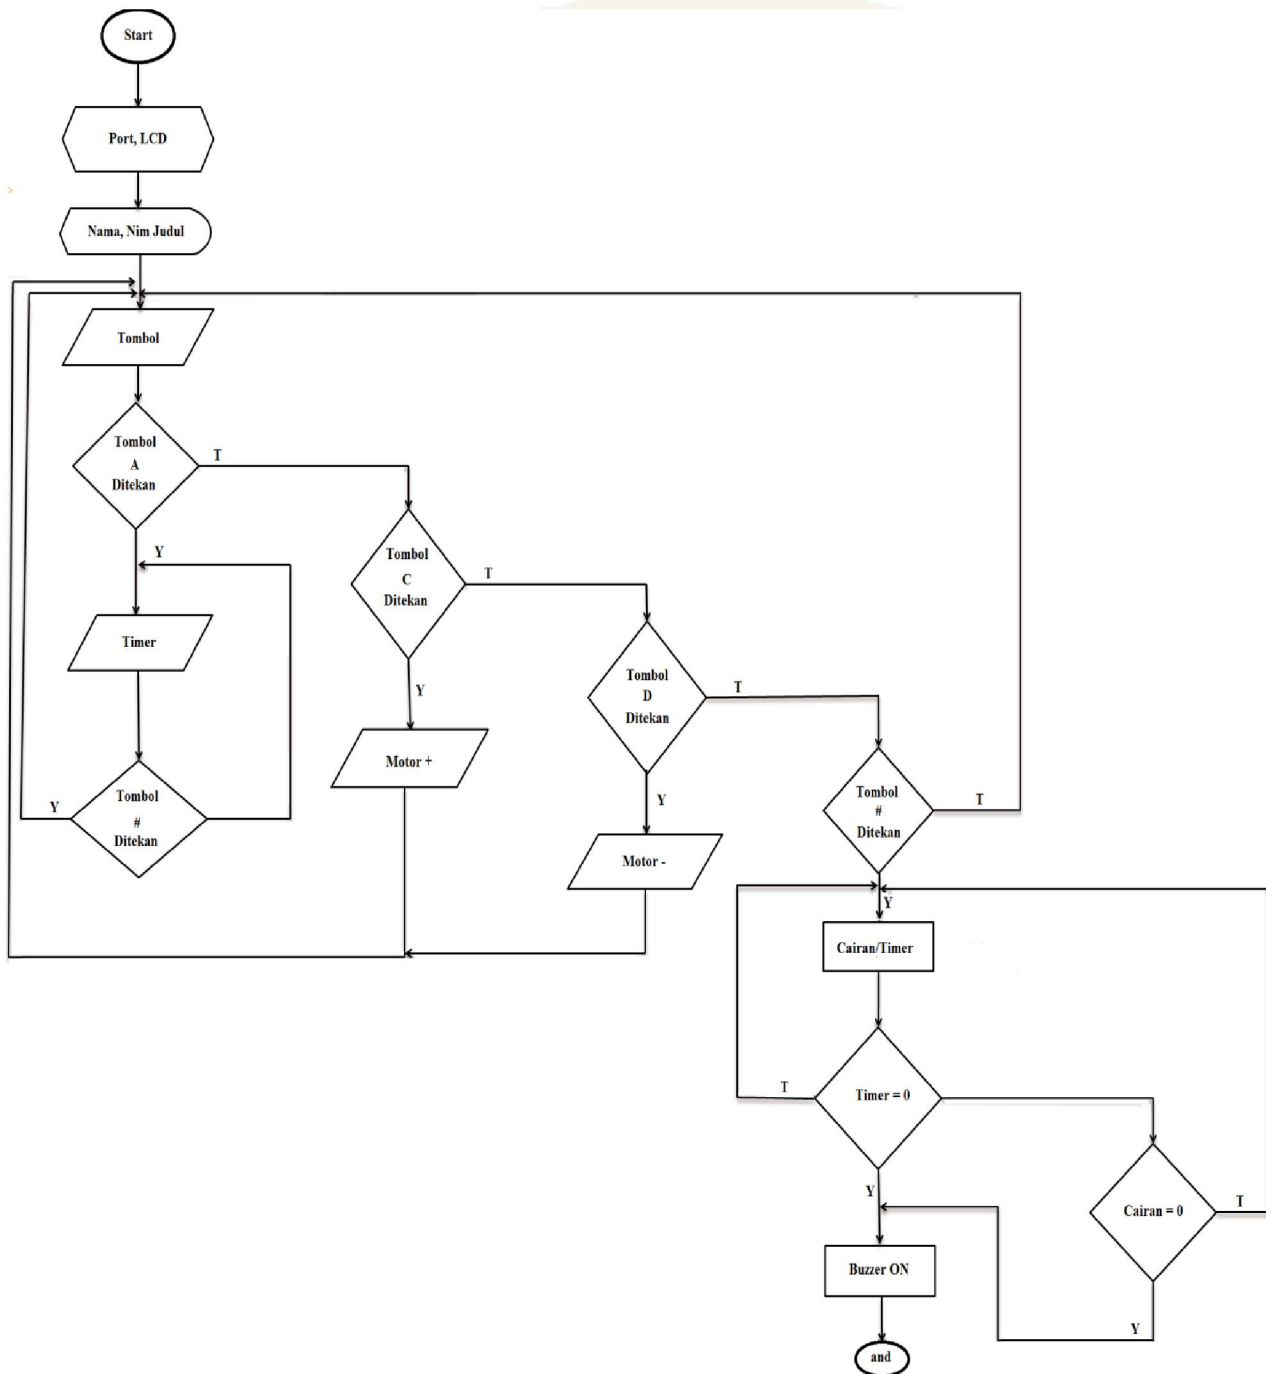 Start
Port, LCD
Nama, Nim Judul
Tombol
Tombol
A
Ditekan
T
Y
Timer
Tombol
#
Ditekan
Y
Tombol
C
Ditekan
T
Y
Motor +
Tombol
D
Ditekan
T
Y
Motor -
Tombol
#
Ditekan
T
Y
Cairan/Timer
Timer = 0
T
Y
Cairan = 0
T
Y
Buzzer ON
and